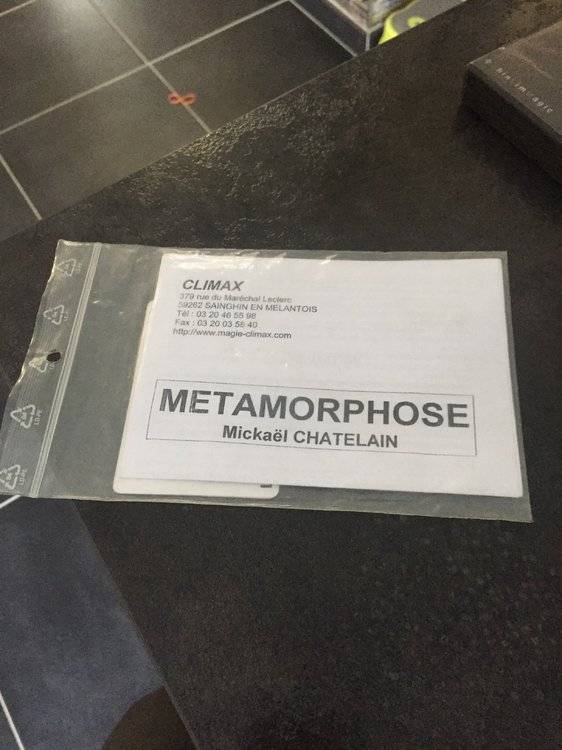 CLIMAX
379 rue du Maréchal Leclerc
59262 SAINGHIN EN MELANTOIS
Tél : 03 20 46 55 98
Fax : 03 20 03 55 40
http://www.magie-climax.com
METAMORPHOSE
Mickaël CHATELAIN